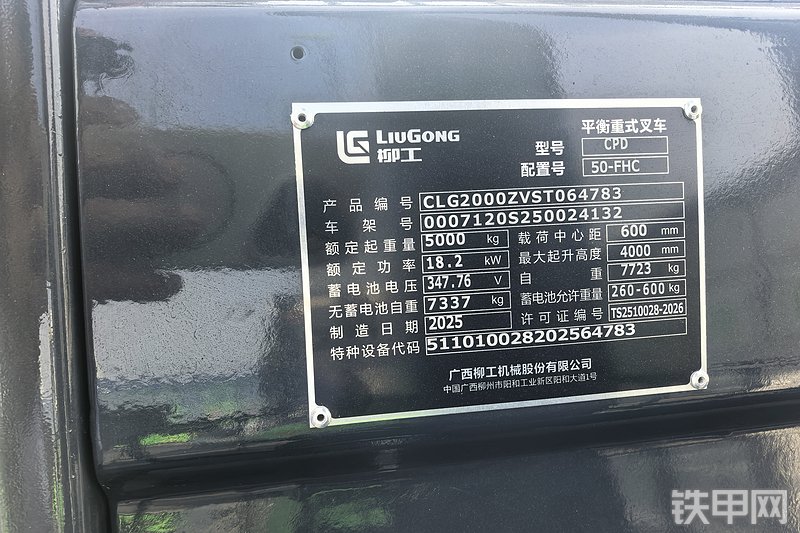 LG LiuGong 柳工
平衡重式叉车
型号 CPD
配置号 50-FHC
产品编号 CLG2000ZVST064783
车架号 0007120S250024132
额定起重量 5000 kg 载荷中心距 600 mm
额定功率 18.2 kW 最大起升高度 4000 mm
蓄电池电压 347.76 V 自重 7723 kg
无蓄电池自重 7337 kg 蓄电池允许重量 260-600 kg
制造日期 2025 许可证编号 TS2510028-2026
特种设备代码 511010028202564783
广西柳工机械股份有限公司
中国广西柳州市阳和工业新区阳和大道1号
铁甲网